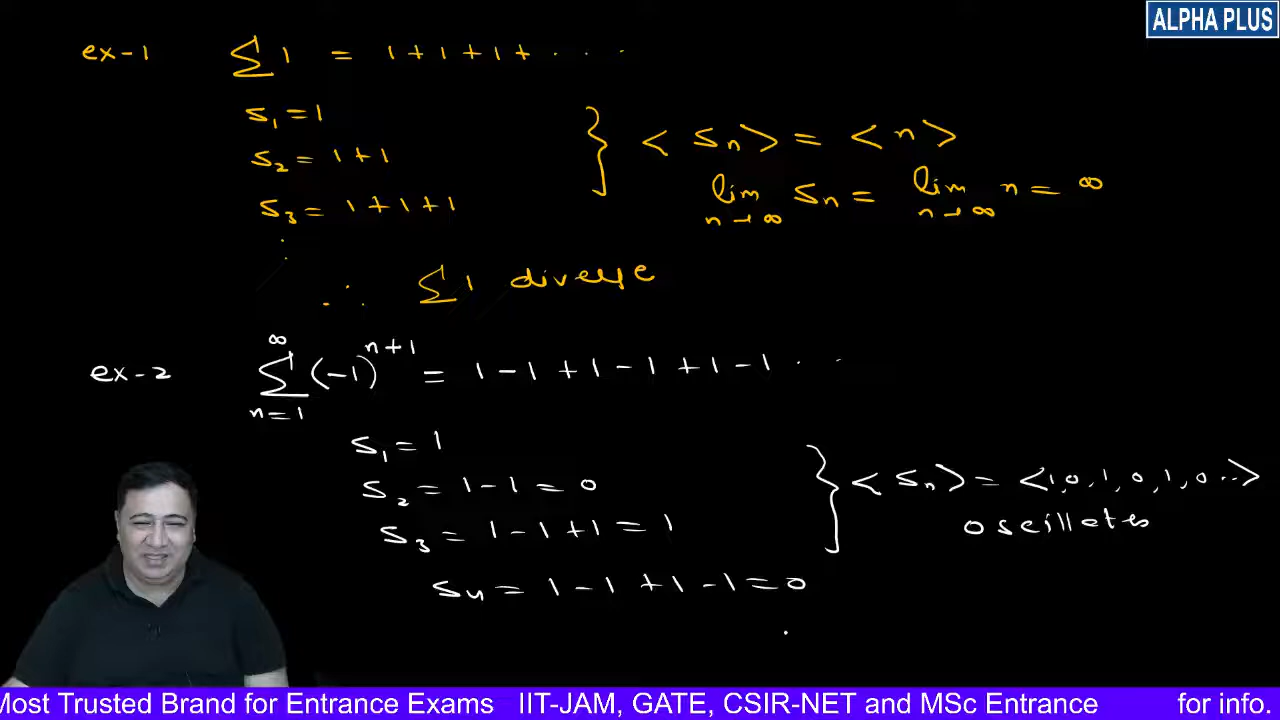 ALPHA PLUS
ex-1 ∑ 1 = 1+1+1+ · · · ·
S₁ = 1
S₂ = 1+1
S₃ = 1+1+1
} < Sₙ > = < n >
lim n→∞ Sₙ = lim n→∞ n = ∞
∴ ∑ 1 diverge
ex-2 ∞ ∑ n=1 (-1)ⁿ⁺¹ = 1-1+1-1+1-1 · · ·
S₁ = 1
S₂ = 1-1 = 0
S₃ = 1-1+1 = 1
S₄ = 1-1+1-1 = 0
} < Sₙ > = <1,0,1,0,1,0..>
oscillates
Most Trusted Brand for Entrance Exams IIT-JAM, GATE, CSIR-NET and MSc Entrance for info.